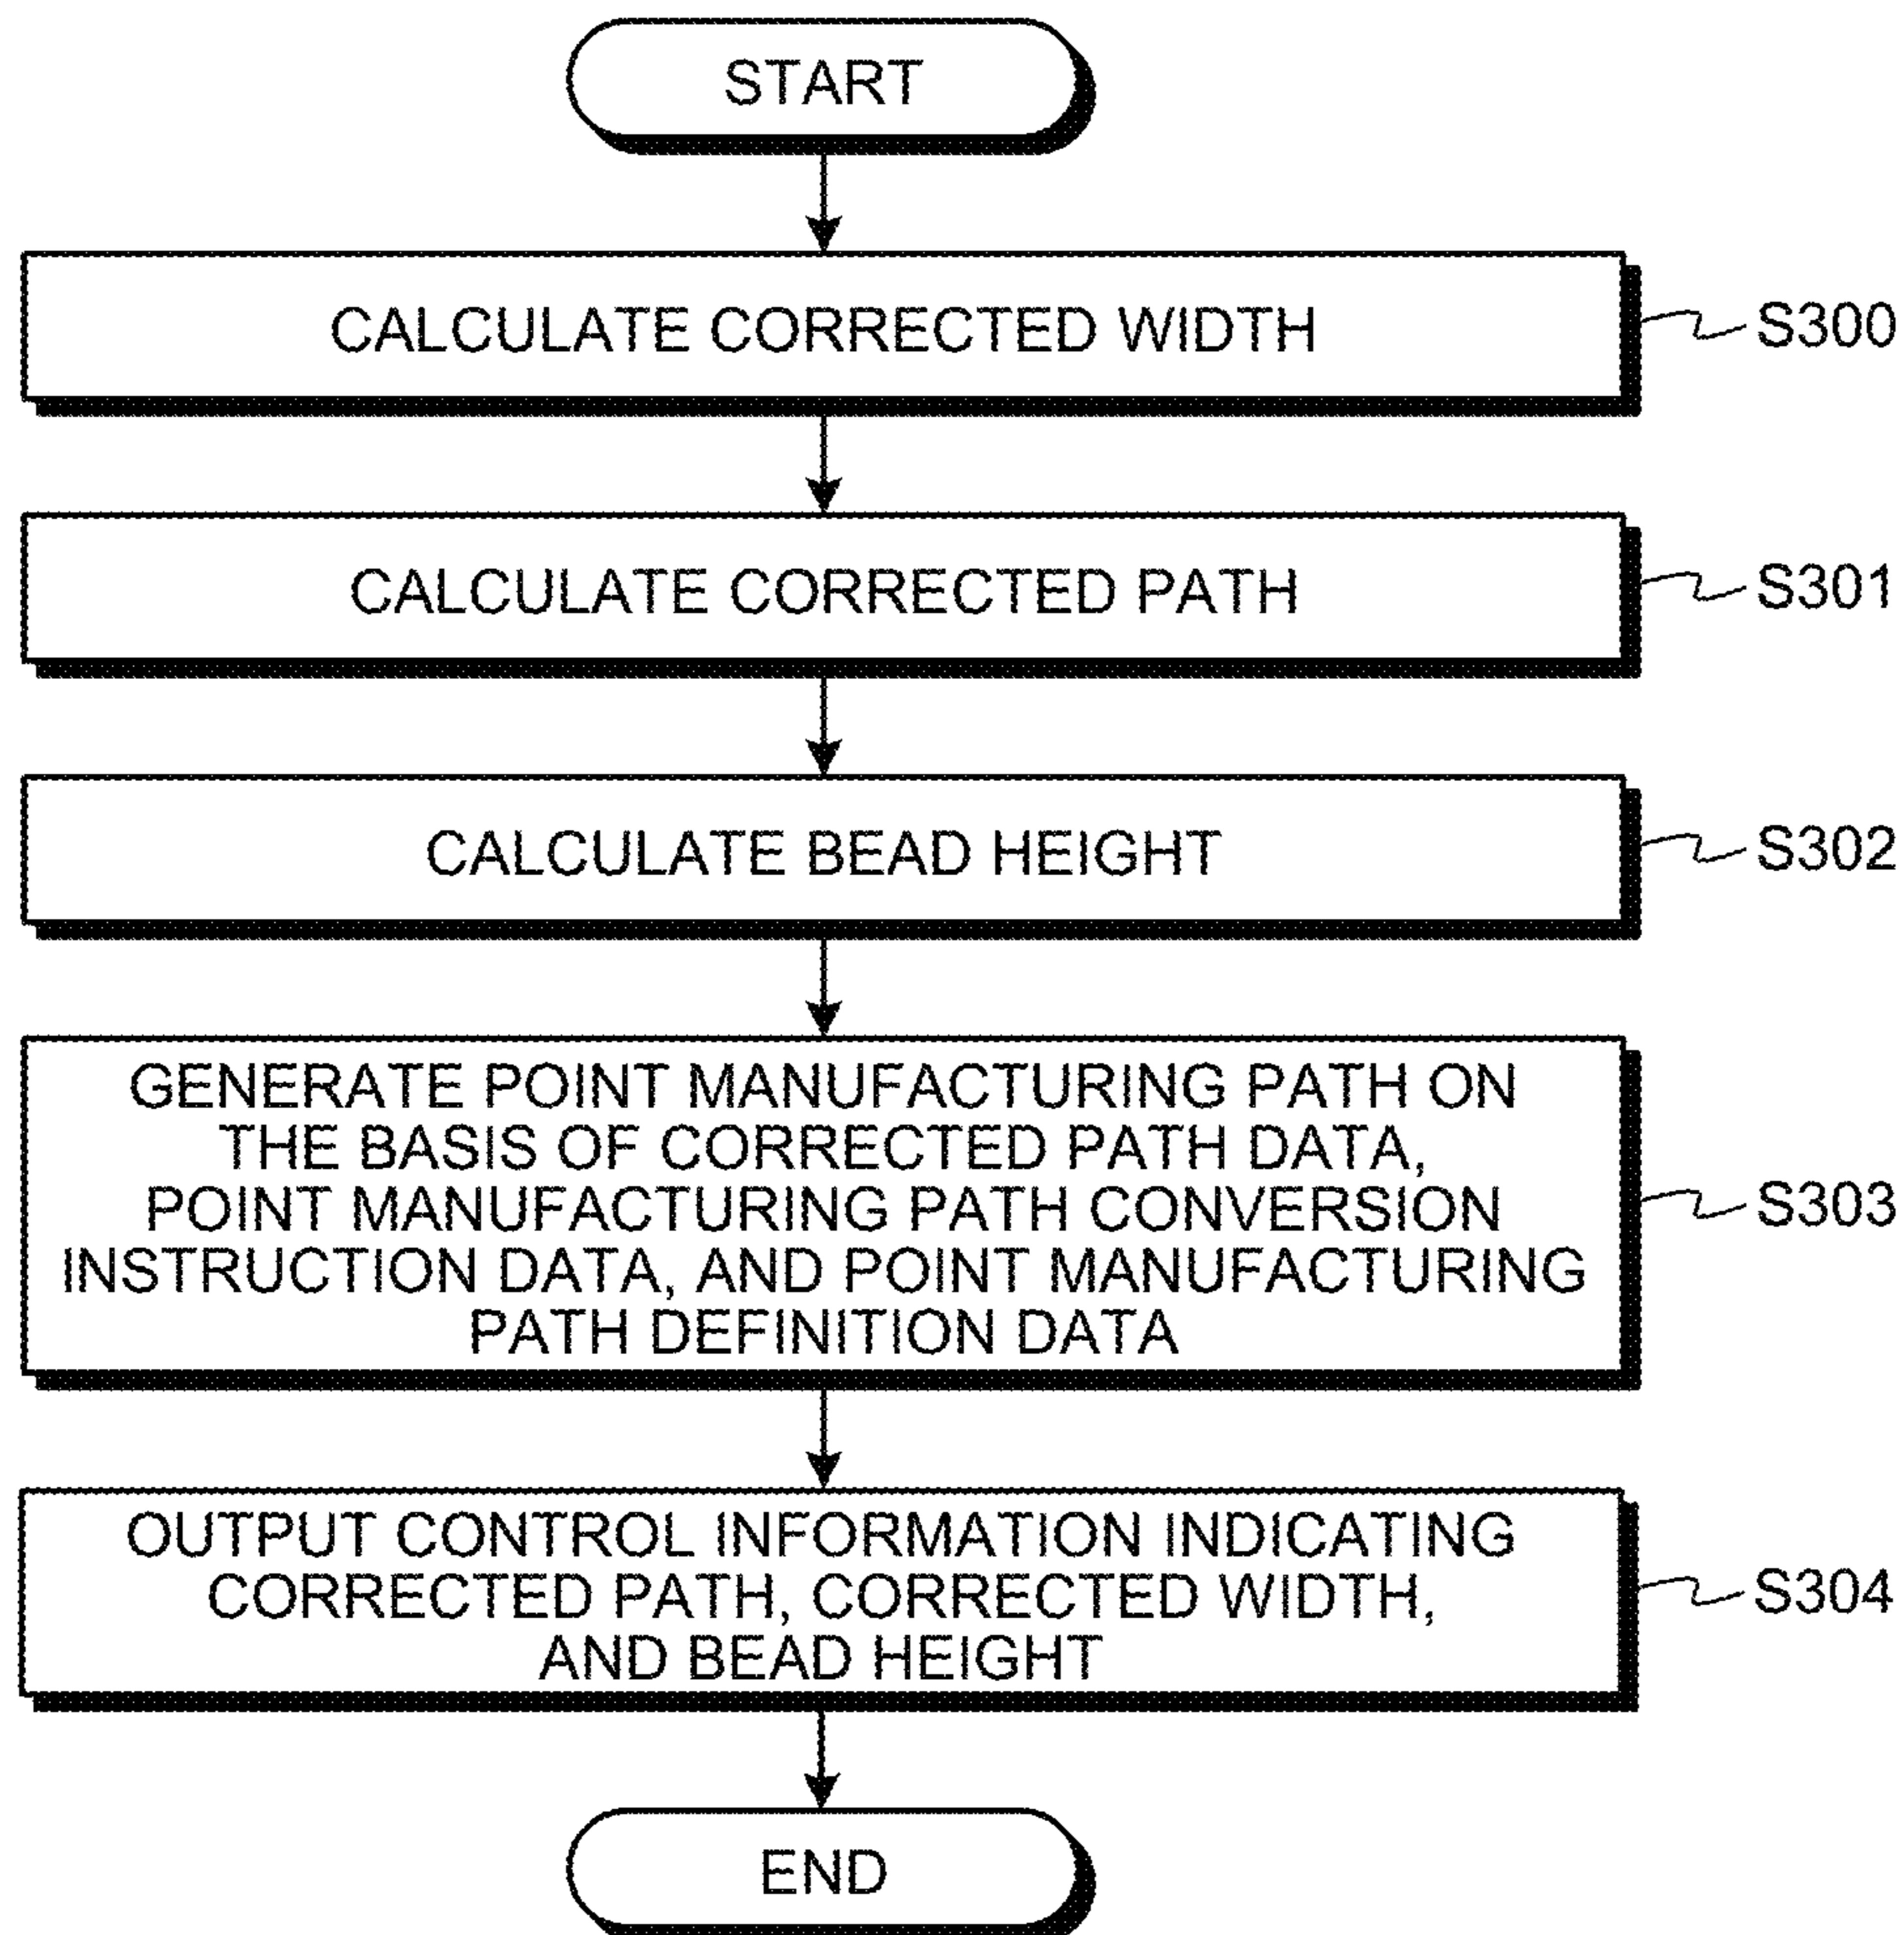 START
CALCULATE CORRECTED WIDTH
S300
CALCULATE CORRECTED PATH
S301
CALCULATE BEAD HEIGHT
S302
GENERATE POINT MANUFACTURING PATH ON
THE BASIS OF CORRECTED PATH DATA,
POINT MANUFACTURING PATH CONVERSION
INSTRUCTION DATA, AND POINT MANUFACTURING
PATH DEFINITION DATA
S303
OUTPUT CONTROL INFORMATION INDICATING
CORRECTED PATH, CORRECTED WIDTH,
AND BEAD HEIGHT
S304
END